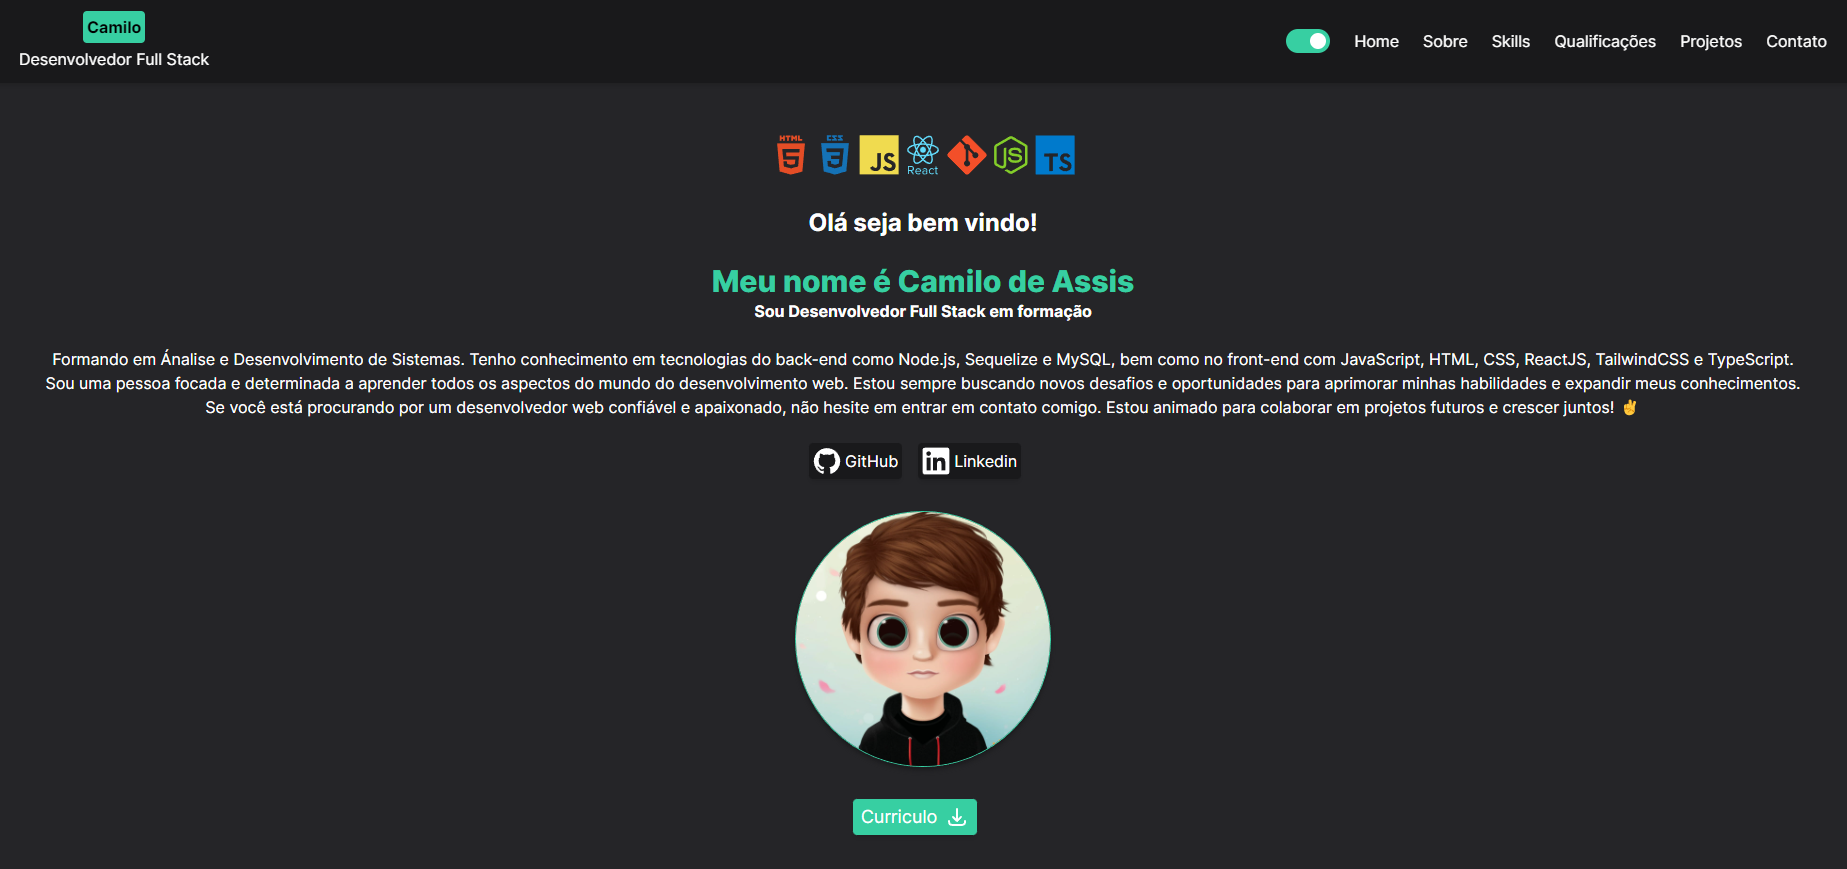 Camilo
Desenvolvedor Full Stack
Home Sobre Skills Qualificações Projetos Contato
HTML 5 CSS 3 JS React JS TS
Olá seja bem vindo!
Meu nome é Camilo de Assis
Sou Desenvolvedor Full Stack em formação
Formando em Ánalise e Desenvolvimento de Sistemas. Tenho conhecimento em tecnologias do back-end como Node.js, Sequelize e MySQL, bem como no front-end com JavaScript, HTML, CSS, ReactJS, TailwindCSS e TypeScript.
Sou uma pessoa focada e determinada a aprender todos os aspectos do mundo do desenvolvimento web. Estou sempre buscando novos desafios e oportunidades para aprimorar minhas habilidades e expandir meus conhecimentos.
Se você está procurando por um desenvolvedor web confiável e apaixonado, não hesite em entrar em contato comigo. Estou animado para colaborar em projetos futuros e crescer juntos! ✌️
GitHub in Linkedin
Curriculo